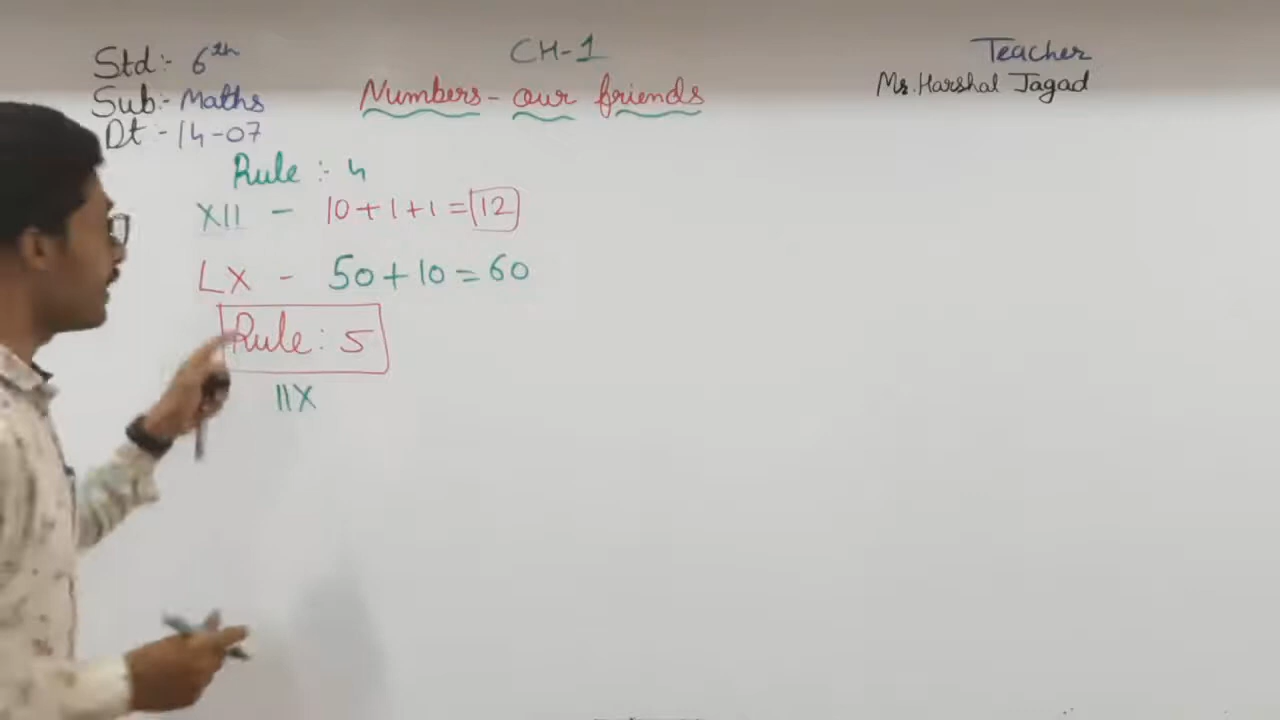 Std :- 6th
Sub:- Maths
Dt :- 14-07
CH-1
Numbers - our friends
Teacher
Mr. Harshal Jagad
Rule :- 4
XII - 10+1+1=12
LX - 50+10=60
Rule: 5
IIX